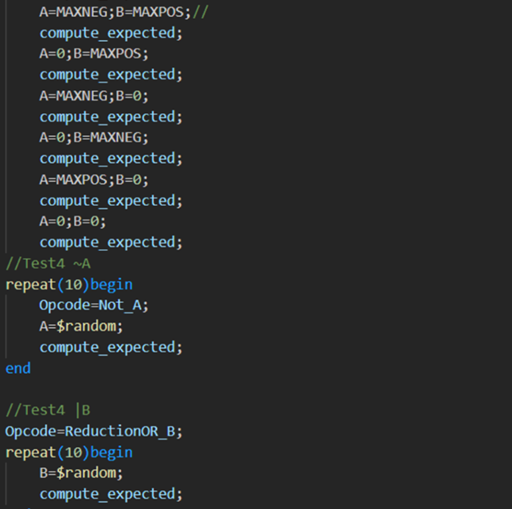 A=MAXNEG;B=MAXPOS;//
compute_expected;
A=0;B=MAXPOS;
compute_expected;
A=MAXNEG;B=0;
compute_expected;
A=0;B=MAXNEG;
compute_expected;
A=MAXPOS;B=0;
compute_expected;
A=0;B=0;
compute_expected;
//Test4 ~A
repeat(10)begin
Opcode=Not_A;
A=$random;
compute_expected;
end
//Test4 |B
Opcode=ReductionOR_B;
repeat(10)begin
B=$random;
compute_expected;